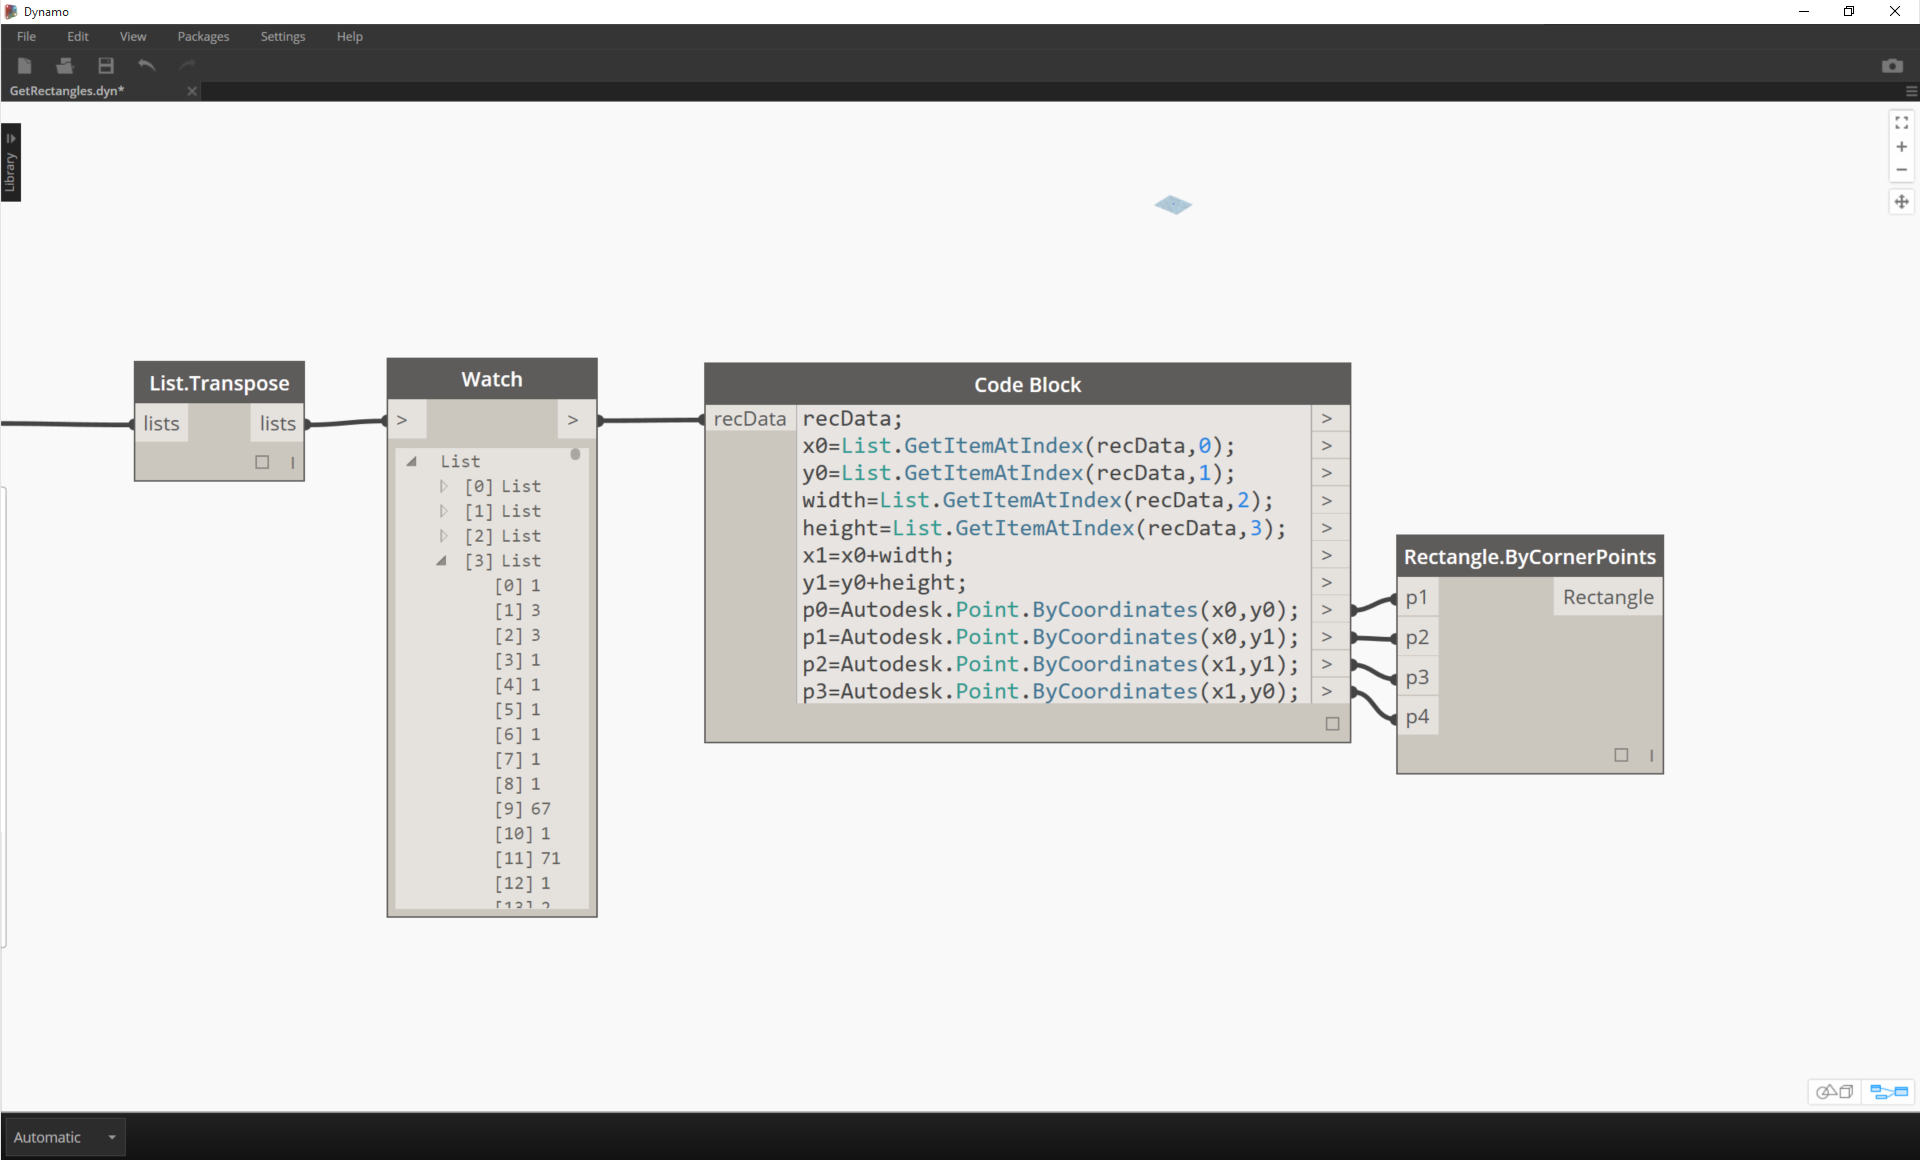 Dynamo
File Edit View Packages Settings Help
GetRectangles.dyn*
Library
List.Transpose
lists lists
Watch
> >
List
[0] List
[1] List
[2] List
[3] List
[0] 1
[1] 3
[2] 3
[3] 1
[4] 1
[5] 1
[6] 1
[7] 1
[8] 1
[9] 67
[10] 1
[11] 71
[12] 1
[13] 2
Code Block
recData
recData; >
x0=List.GetItemAtIndex(recData,0); >
y0=List.GetItemAtIndex(recData,1); >
width=List.GetItemAtIndex(recData,2); >
height=List.GetItemAtIndex(recData,3); >
x1=x0+width; >
y1=y0+height; >
p0=Autodesk.Point.ByCoordinates(x0,y0); >
p1=Autodesk.Point.ByCoordinates(x0,y1); >
p2=Autodesk.Point.ByCoordinates(x1,y1); >
p3=Autodesk.Point.ByCoordinates(x1,y0); >
Rectangle.ByCornerPoints
p1 Rectangle
p2
p3
p4
Automatic